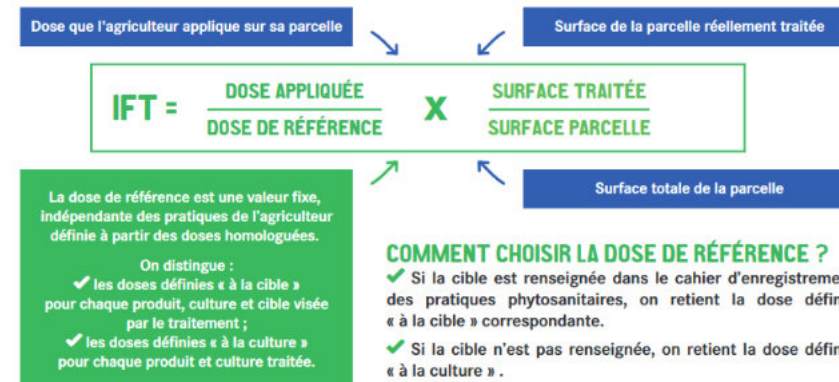 Dose que l'agriculteur applique sur sa parcelle
Surface de la parcelle réellement traitée
IFT = DOSE APPLIQUÉE X SURFACE TRAITÉE
DOSE DE RÉFÉRENCE SURFACE PARCELLE
La dose de référence est une valeur fixe,
indépendante des pratiques de l'agriculteur
définie à partir des doses homologuées.
On distingue :
✔ les doses définies « à la cible »
pour chaque produit, culture et cible visée
par le traitement ;
✔ les doses définies « à la culture »
pour chaque produit et culture traitée.
Surface totale de la parcelle
COMMENT CHOISIR LA DOSE DE RÉFÉRENCE ?
✔ Si la cible est renseignée dans le cahier d'enregistreme
des pratiques phytosanitaires, on retient la dose défin
« à la cible » correspondante.
✔ Si la cible n'est pas renseignée, on retient la dose défin
« à la culture » .